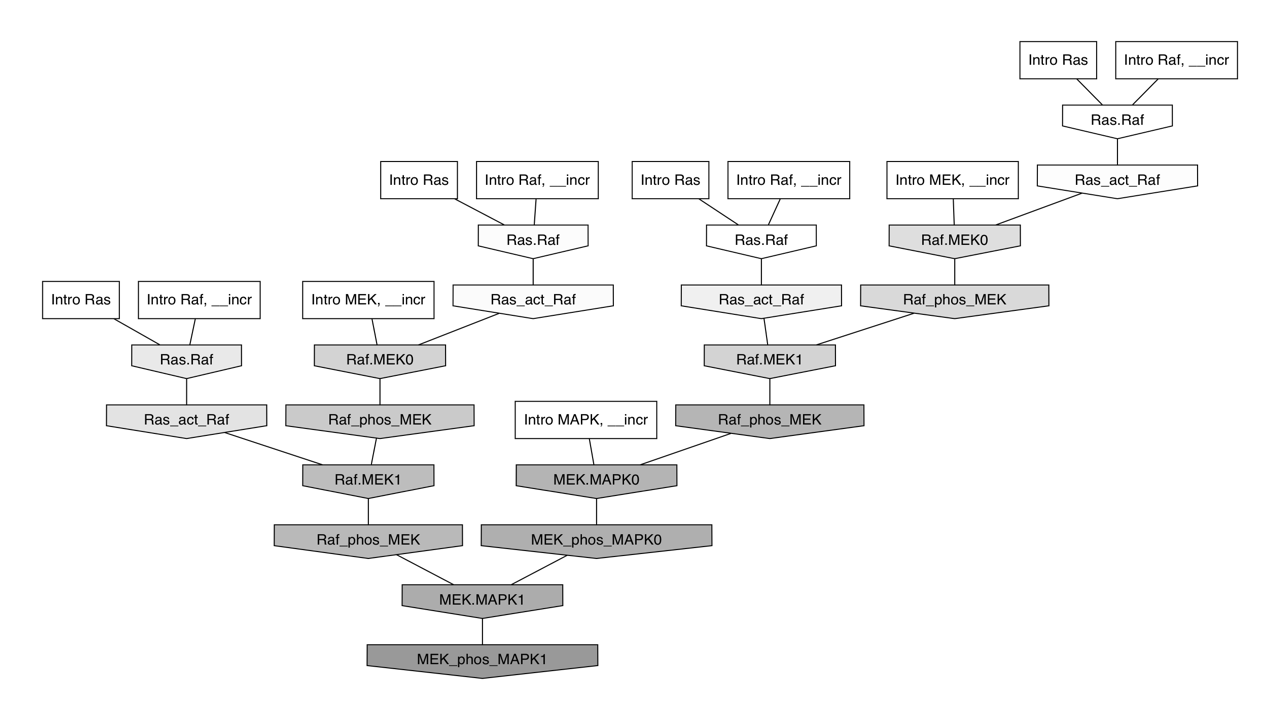 Intro Ras
Intro Raf, __incr
Ras.Raf
Intro Ras
Intro Raf, __incr
Intro Ras
Intro Raf, __incr
Intro MEK, __incr
Ras_act_Raf
Ras.Raf
Ras.Raf
Raf.MEK0
Intro Ras
Intro Raf, __incr
Intro MEK, __incr
Ras_act_Raf
Ras_act_Raf
Raf_phos_MEK
Ras.Raf
Raf.MEK0
Raf.MEK1
Ras_act_Raf
Raf_phos_MEK
Intro MAPK, __incr
Raf_phos_MEK
Raf.MEK1
MEK.MAPK0
Raf_phos_MEK
MEK_phos_MAPK0
MEK.MAPK1
MEK_phos_MAPK1